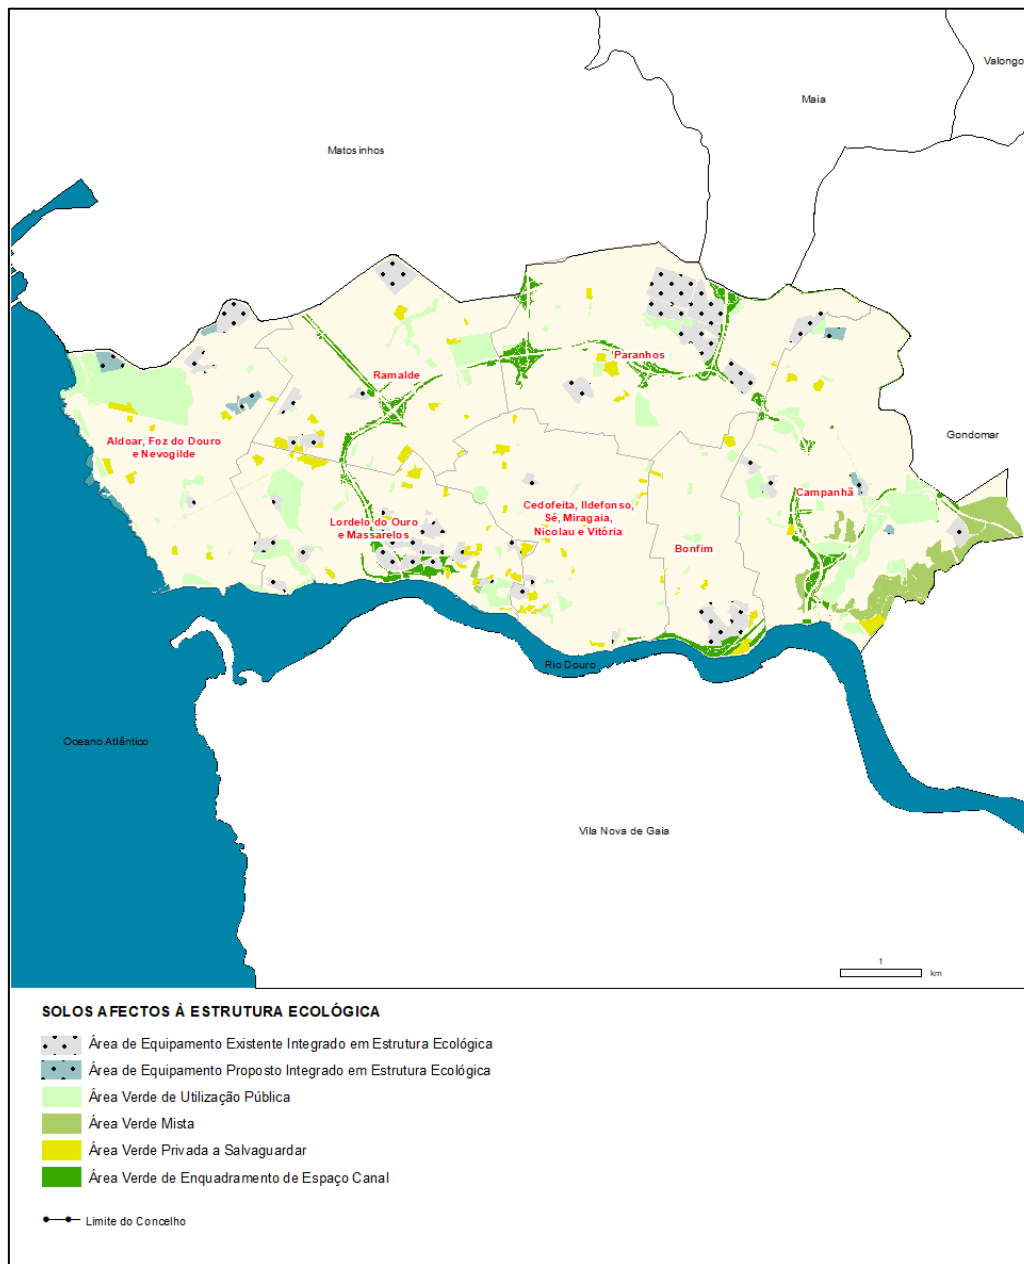 Valongo
Maia
Matosinhos
Paranhos
Ramalde
Gondomar
Aldoar, Foz do Douro
e Nevogilde
Campanhã
Cedofeita, Ildefonso,
Sé, Miragaia,
Nicolau e Vitória
Lordelo do Ouro
e Massarelos
Bonfim
Rio Douro
Oceano Atlântico
Vila Nova de Gaia
1
km
SOLOS AFECTOS À ESTRUTURA ECOLÓGICA
Área de Equipamento Existente Integrado em Estrutura Ecológica
Área de Equipamento Proposto Integrado em Estrutura Ecológica
Área Verde de Utilização Pública
Área Verde Mista
Área Verde Privada a Salvaguardar
Área Verde de Enquadramento de Espaço Canal
Limite do Concelho